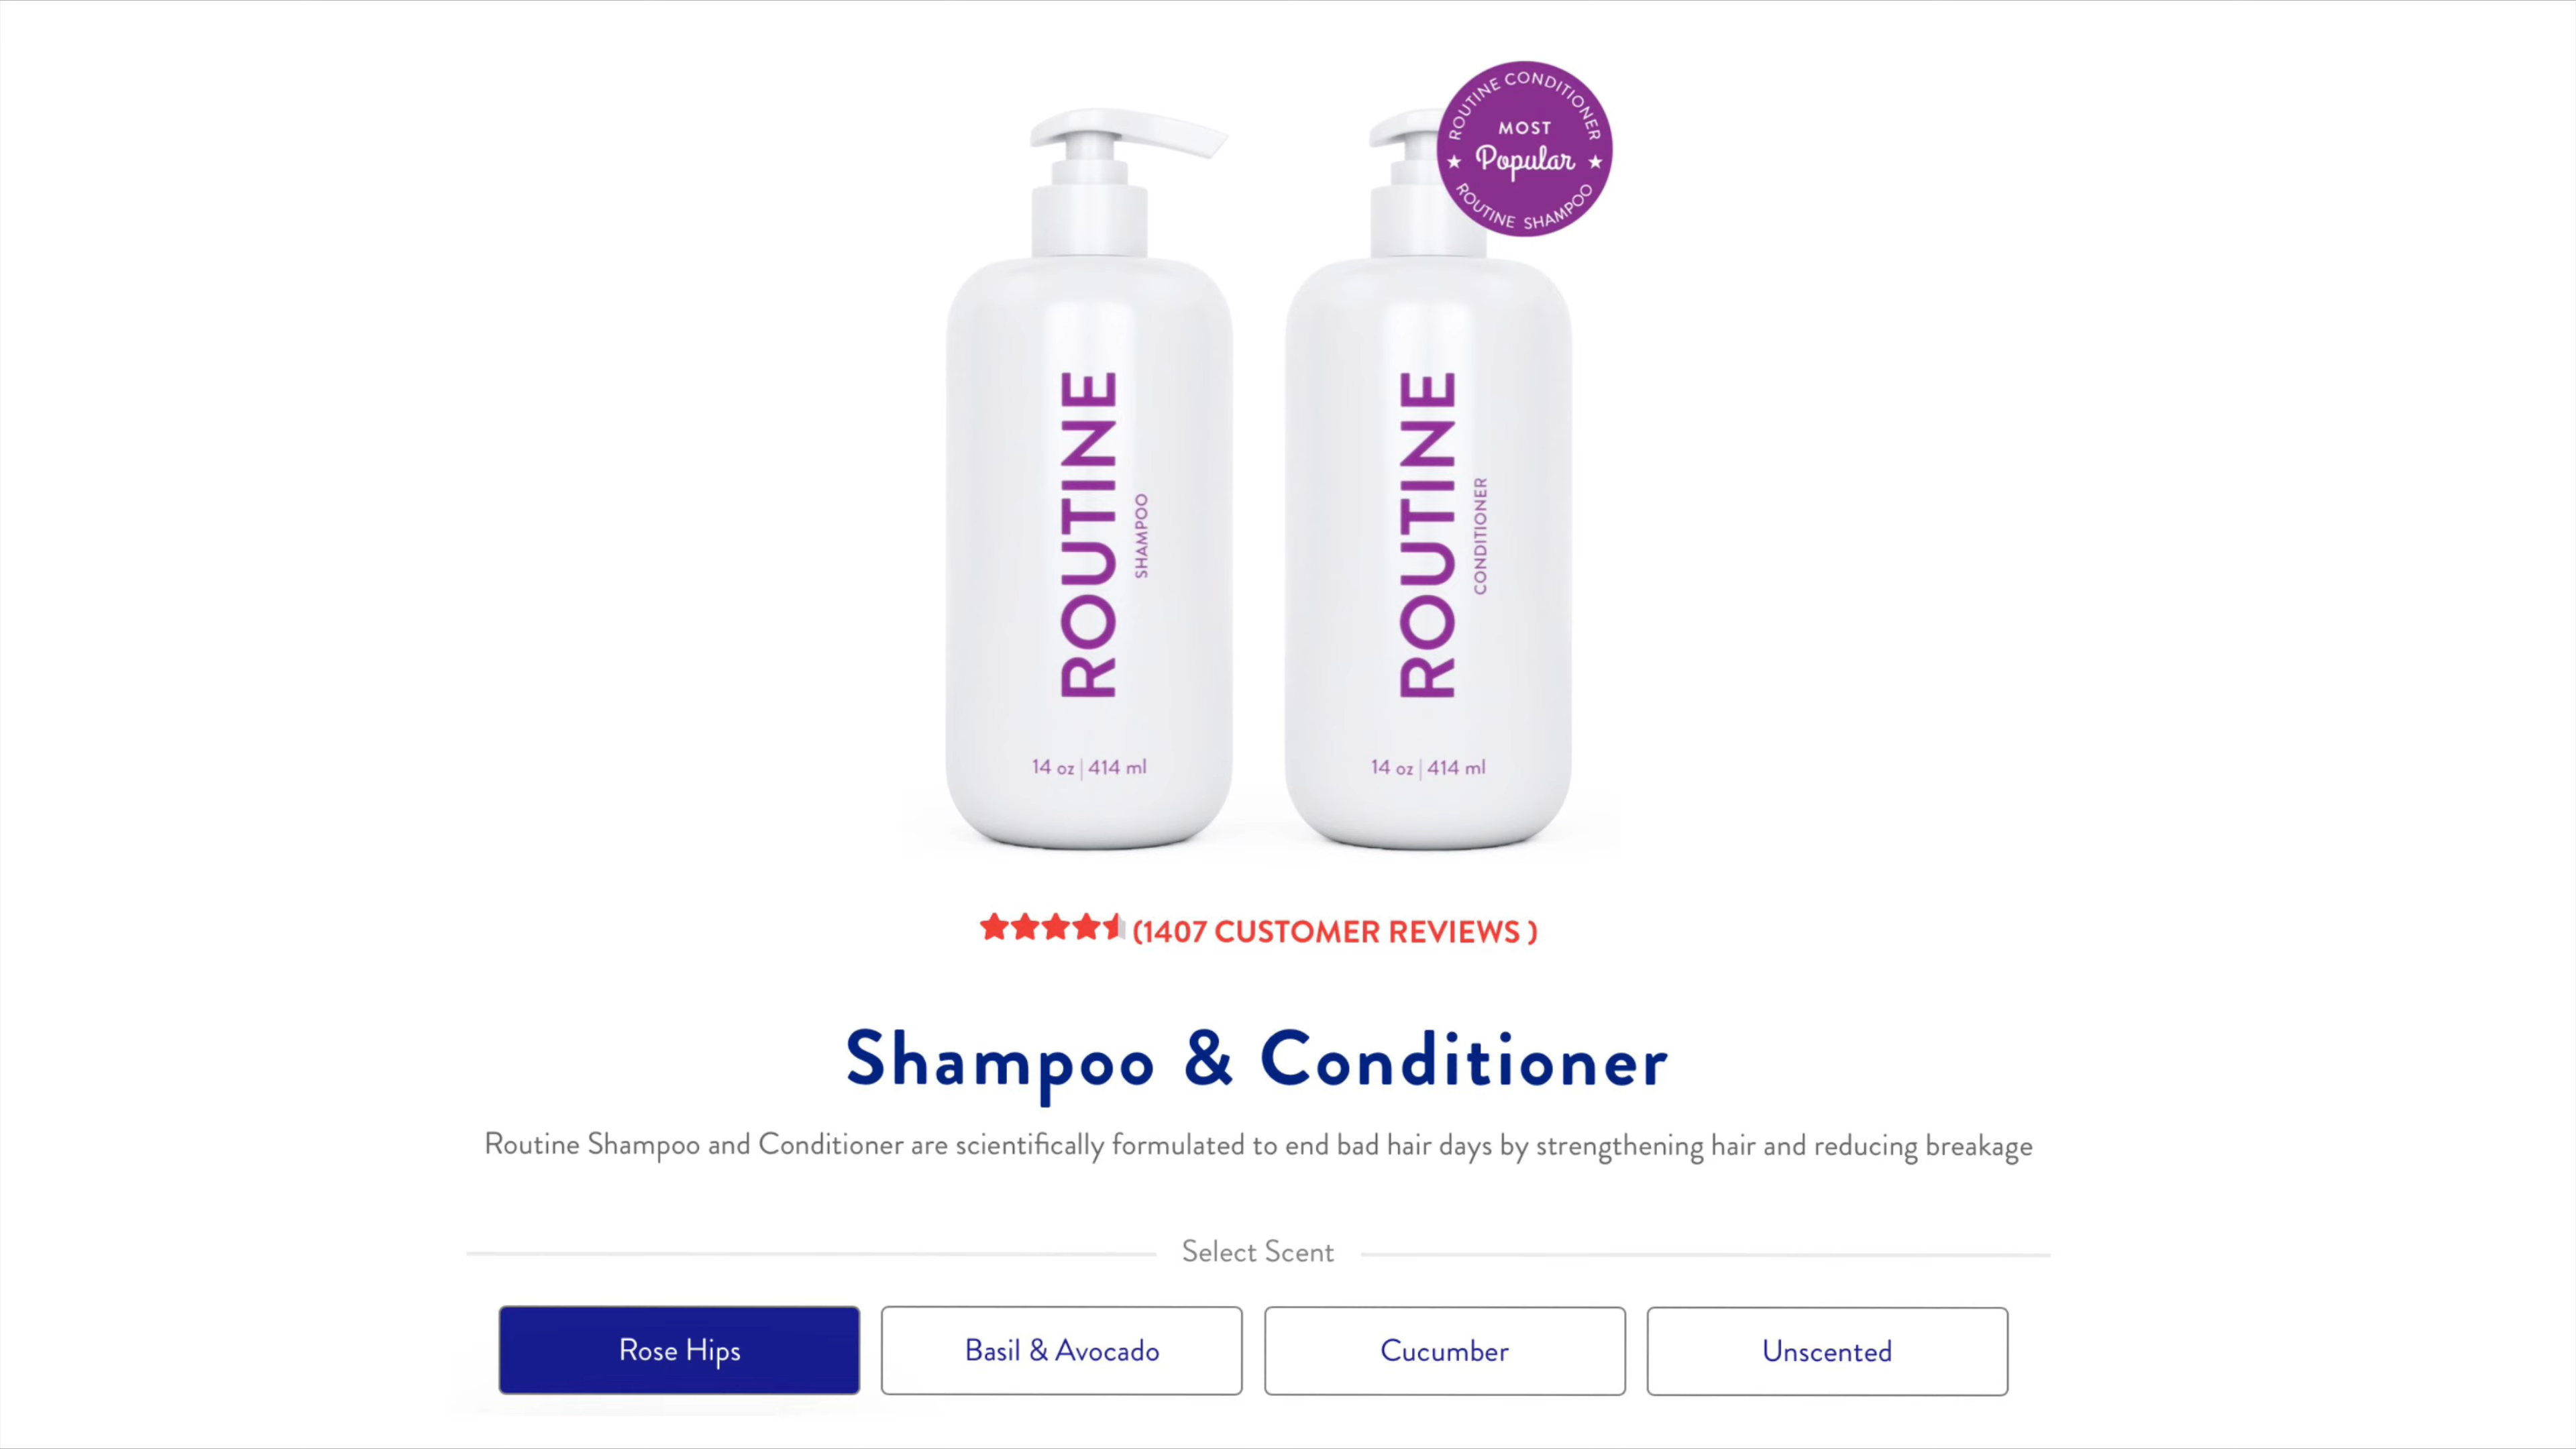 ROUTINE CONDITIONER
MOST
Popular
ROUTINE SHAMPOO
ROUTINE
SHAMPOO
14 oz | 414 ml
ROUTINE
CONDITIONER
14 oz | 414 ml
(1407 CUSTOMER REVIEWS )
Shampoo & Conditioner
Routine Shampoo and Conditioner are scientifically formulated to end bad hair days by strengthening hair and reducing breakage
Select Scent
Rose Hips
Basil & Avocado
Cucumber
Unscented